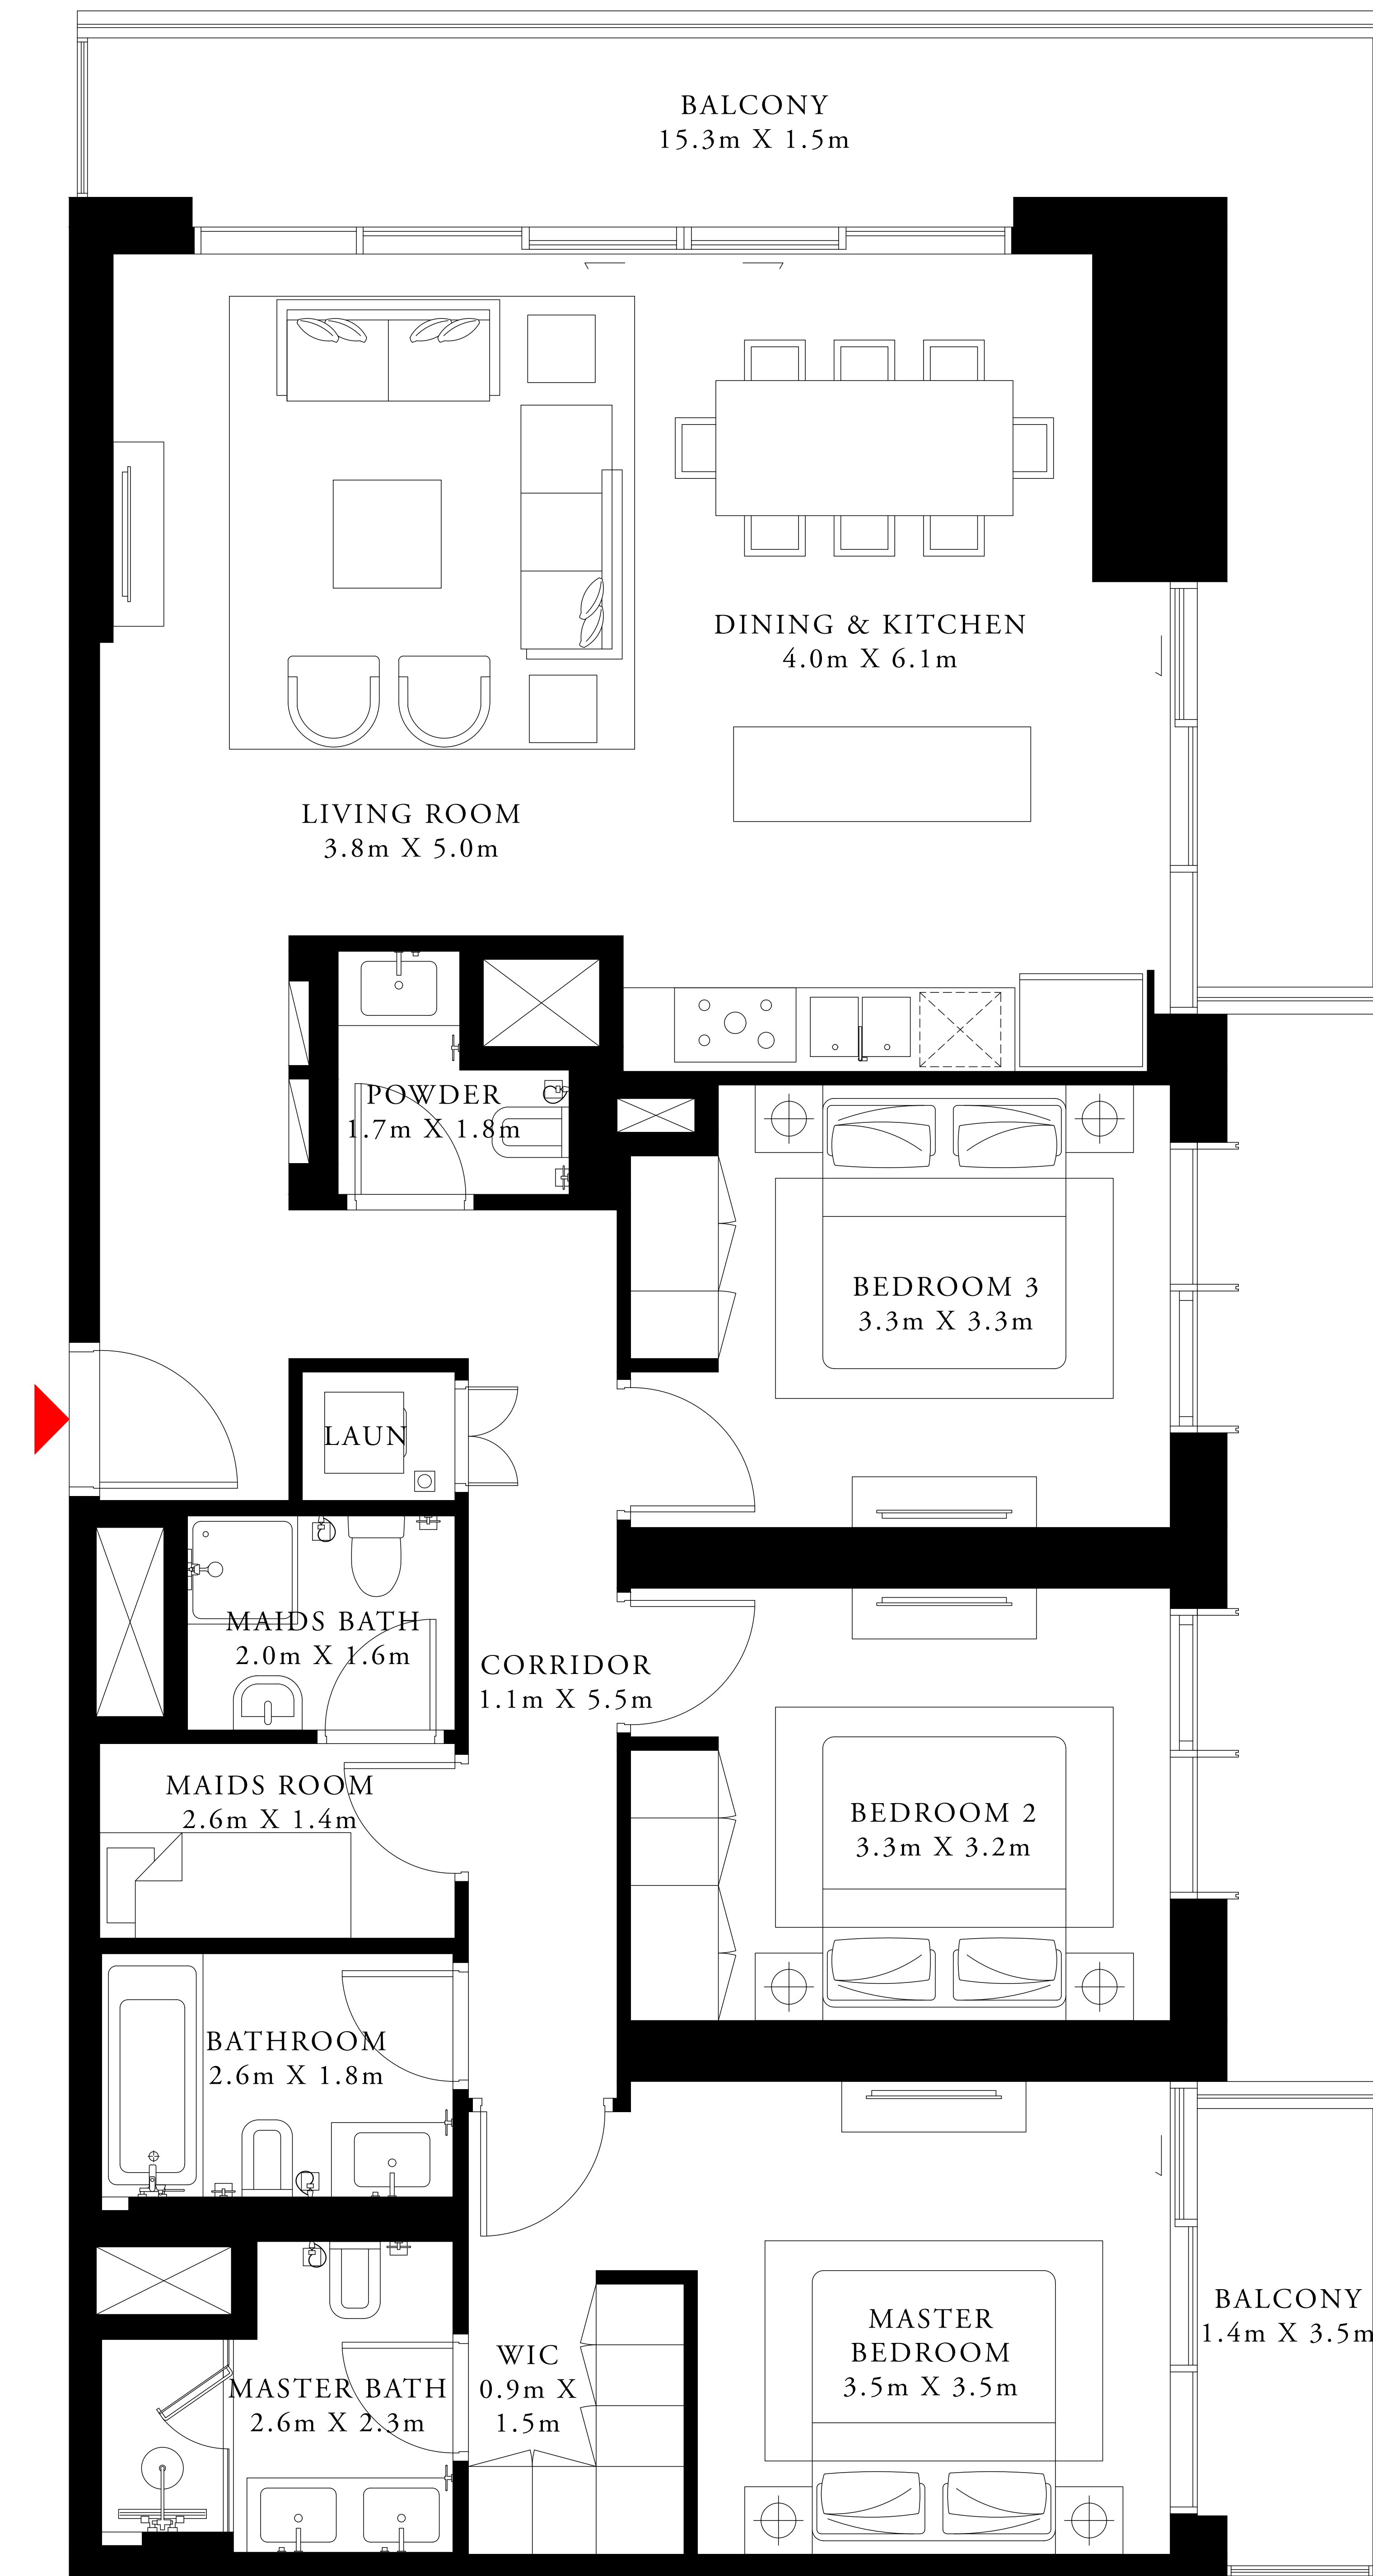 BALCONY
15.3m X 1.5m
DINING & KITCHEN
4.0m X 6.1m
LIVING ROOM
3.8m X 5.0m
POWDER
1.7m X 1.8m
BEDROOM 3
3.3m X 3.3m
LAUN
MAIDS BATH
2.0m X 1.6m
CORRIDOR
1.1m X 5.5m
MAIDS ROOM
2.6m X 1.4m
BEDROOM 2
3.3m X 3.2m
BATHROOM
2.6m X 1.8m
BALCONY
1.4m X 3.5m
MASTER
BEDROOM
3.5m X 3.5m
WIC
0.9m X
1.5m
MASTER BATH
2.6m X 2.3m